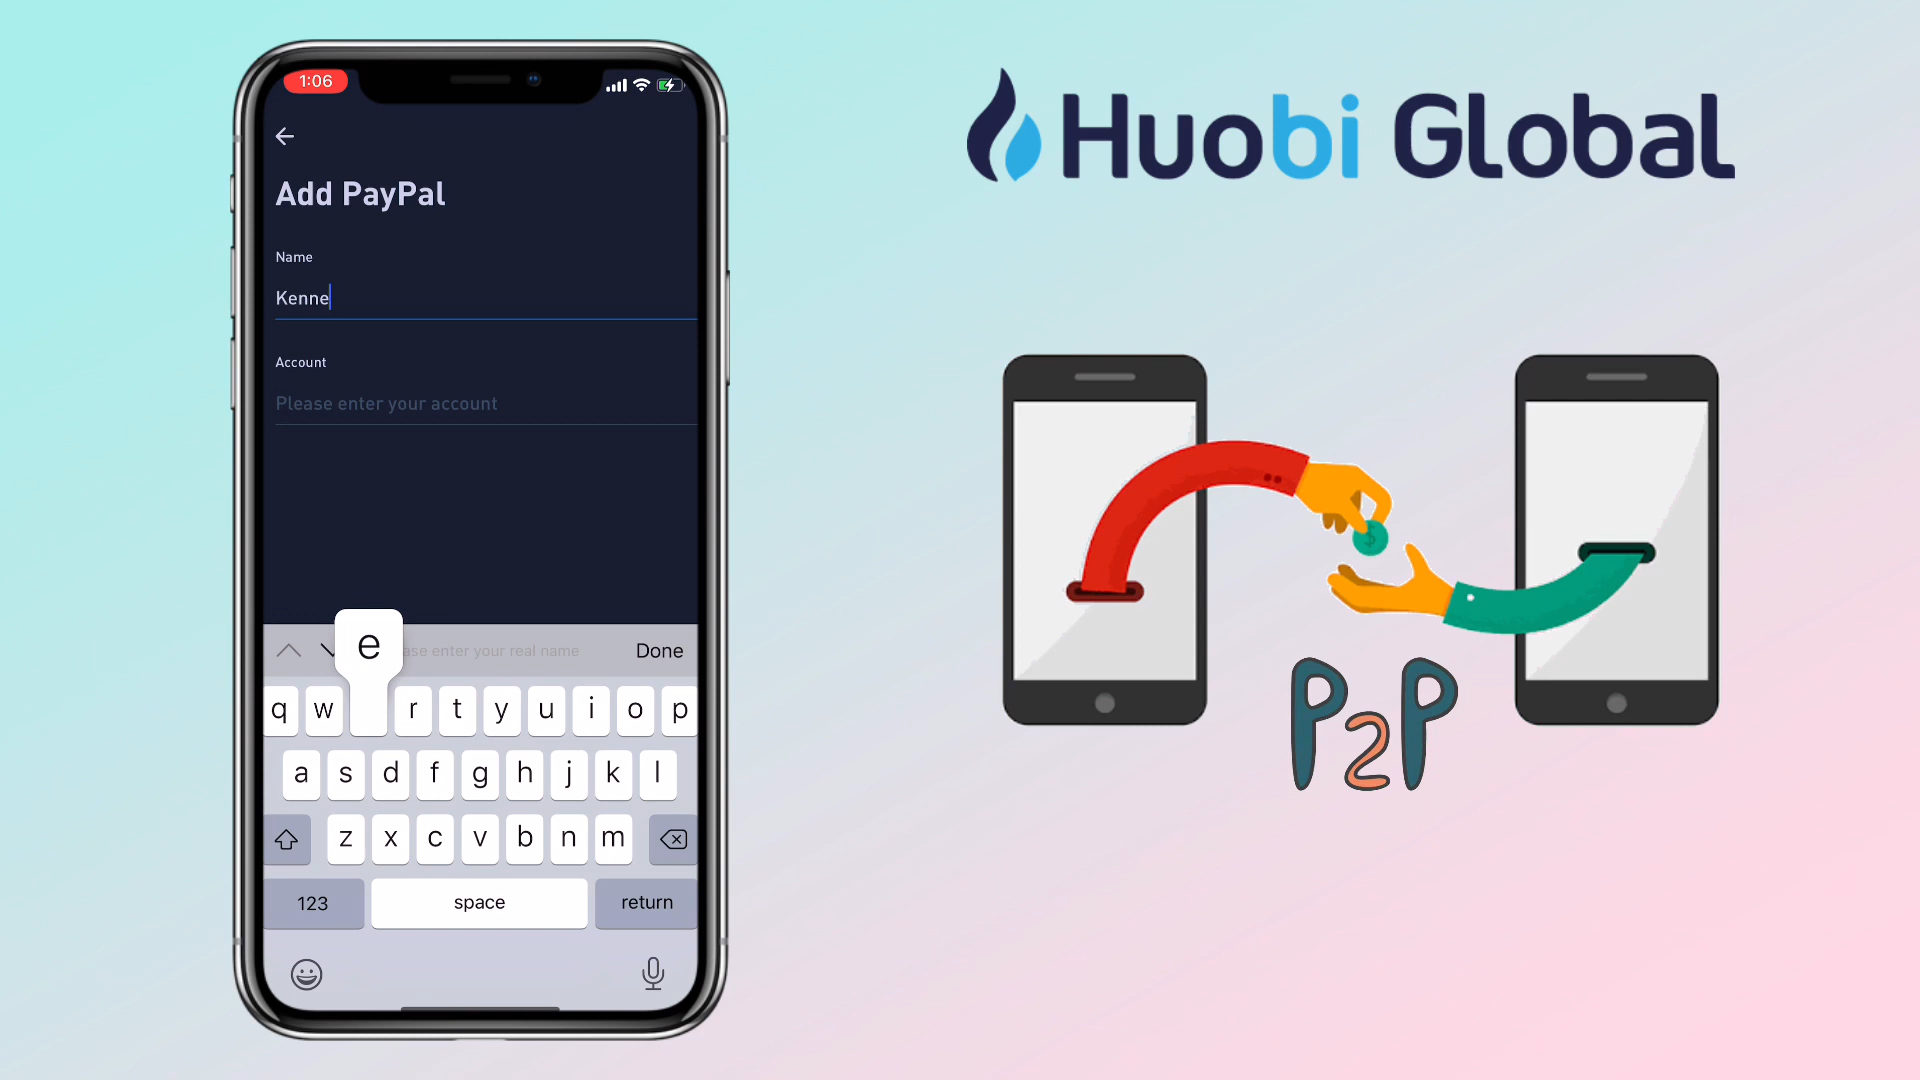 1:06
Add PayPal
Name
Kenne
Account
Please enter your account
e
ase enter your real name
Done
q w r t y u i o p
a s d f g h j k l
z x c v b n m
123 space return
Huobi Global
$
P2P